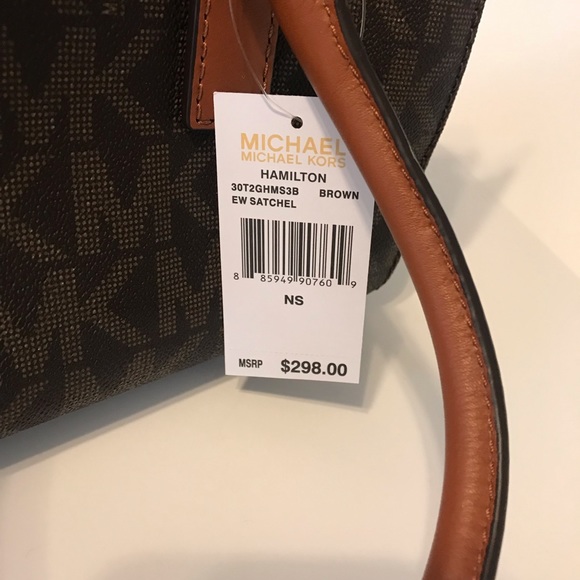 MICHAEL
MICHAEL KORS
HAMILTON
30T2GHMS3B BROWN
EW SATCHEL
8 85949 90760 9
NS
MSRP $298.00